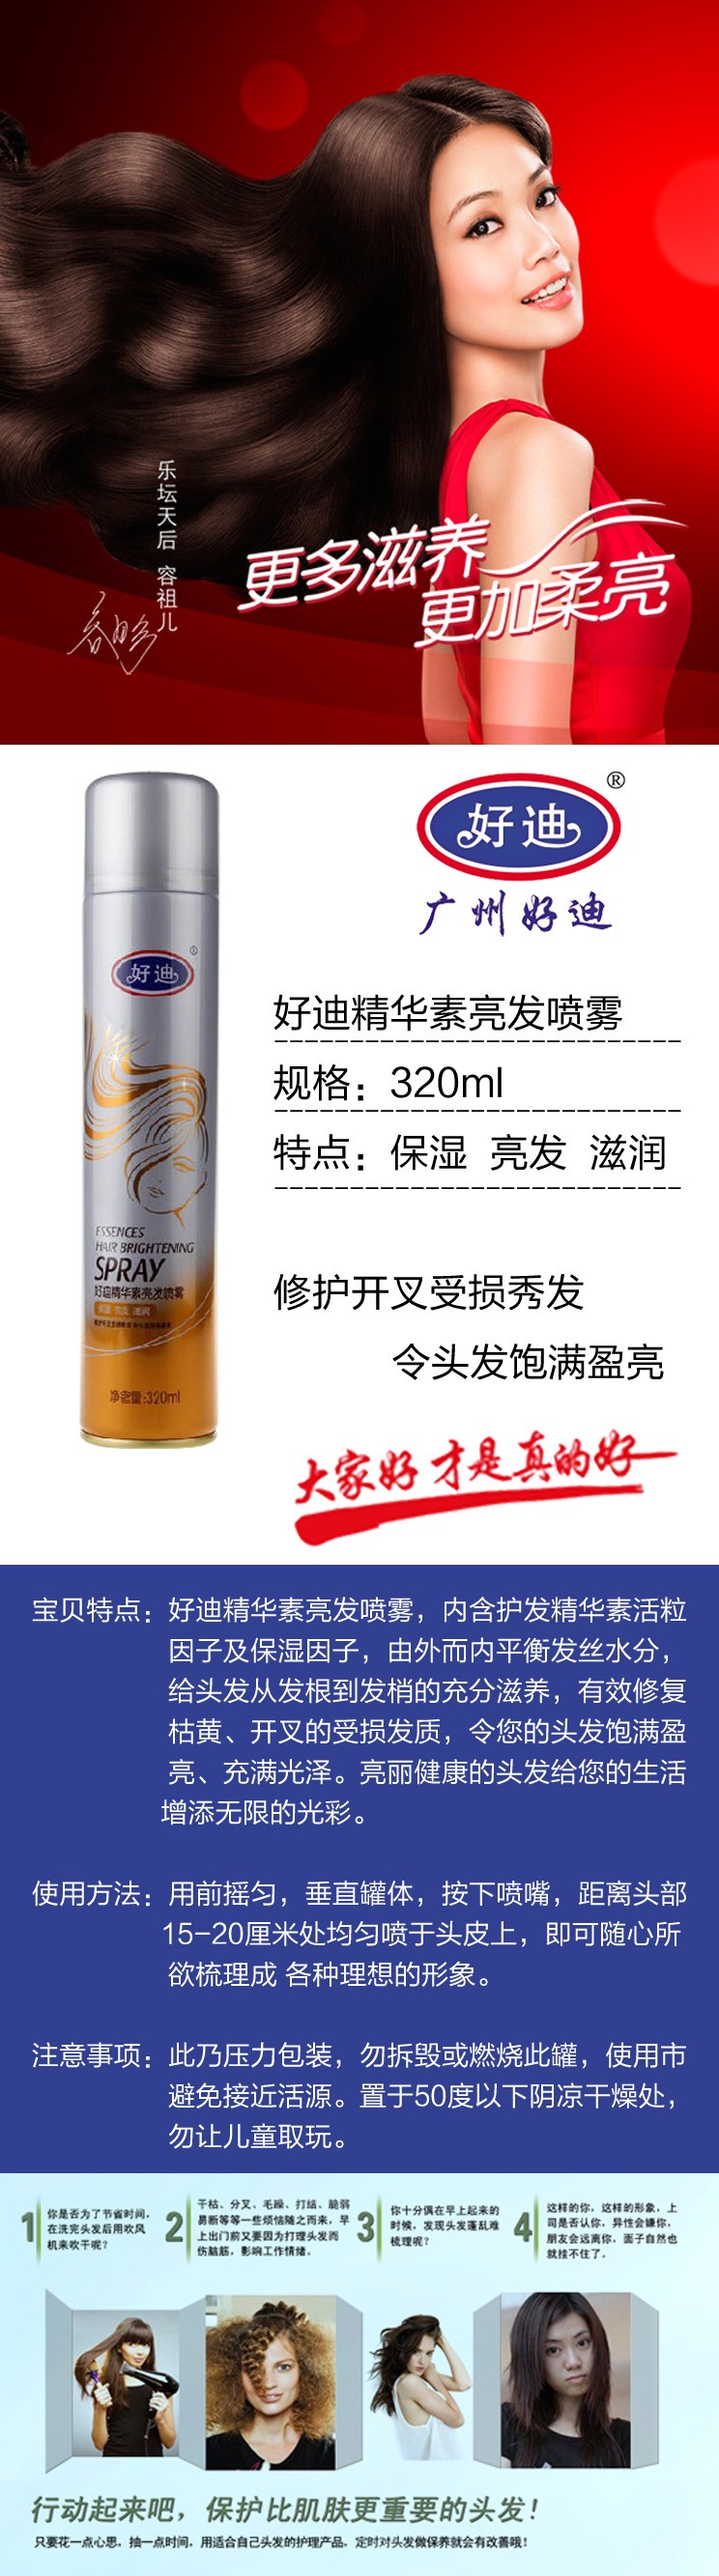 乐坛天后 容祖儿
更多滋养
更加柔亮
®
好迪
广州好迪
好迪
®
ESSENCES
HAIR BRIGHTENING
SPRAY
好迪精华素亮发喷雾
保湿 亮发 滋润
净含量:320ml
好迪精华素亮发喷雾
规格：320ml
特点：保湿 亮发 滋润
修护开叉受损秀发
令头发饱满盈亮
大家好才是真的好
宝贝特点：好迪精华素亮发喷雾，内含护发精华素活粒
因子及保湿因子，由外而内平衡发丝水分，
给头发从发根到发梢的充分滋养，有效修复
枯黄、开叉的受损发质，令您的头发饱满盈
亮、充满光泽。亮丽健康的头发给您的生活
增添无限的光彩。
使用方法：用前摇匀，垂直罐体，按下喷嘴，距离头部
15-20厘米处均匀喷于头皮上，即可随心所
欲梳理成 各种理想的形象。
注意事项：此乃压力包装，勿拆毁或燃烧此罐，使用市
避免接近活源。置于50度以下阴凉干燥处，
勿让儿童取玩。
1
你是否为了节省时间，
在洗完头发后用吹风
机来吹干呢？
2
干枯、分叉、毛躁、打结、脆弱
易断等等一些烦恼随之而来，早
上出门前又要因为打理头发而
伤脑筋，影响工作情绪。
3
你十分偶在早上起来的
时候，发现头发蓬乱难
梳理呢？
4
这样的你，这样的形象，上
司是否认你，异性会嫌你，
朋友会远离你，面子自然也
就挂不住了。
行动起来吧，保护比肌肤更重要的头发！
只要花一点心思，抽一点时间，用适合自己头发的护理产品，定时对头发做保养就会有改善哦！